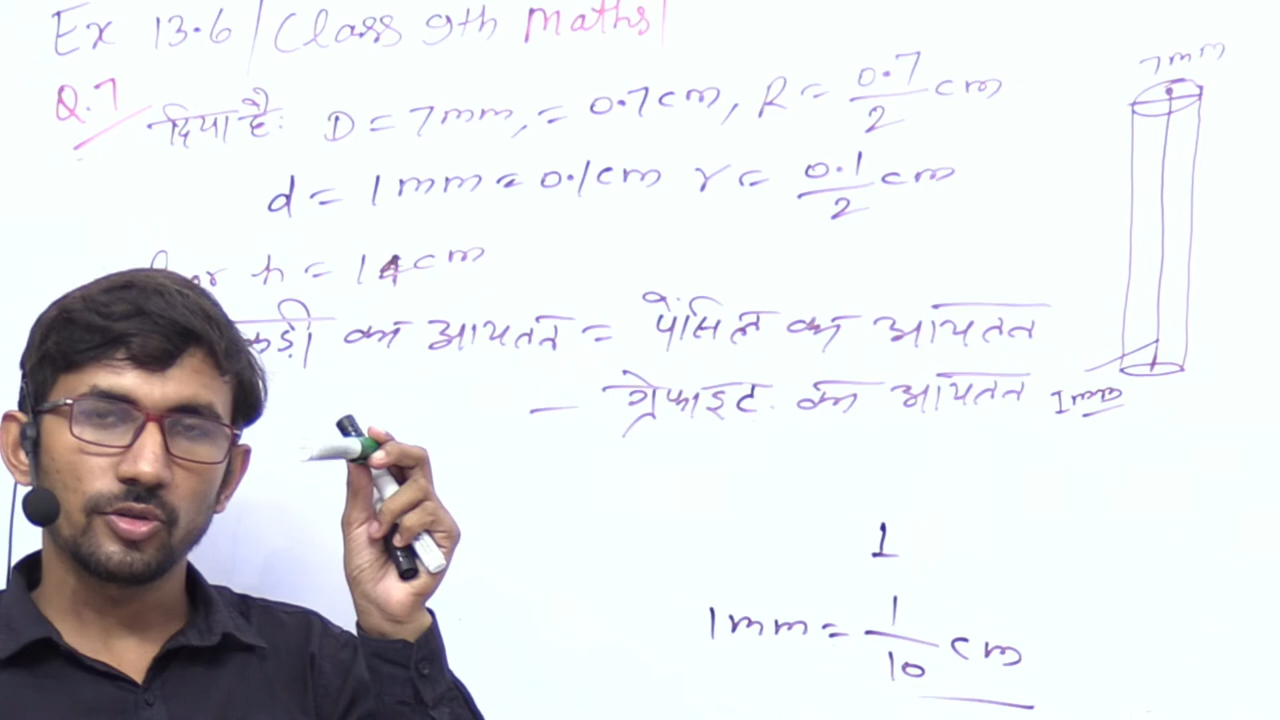 Ex 13.6 | Class 9th Maths |
Q.7
दिया है: D = 7mm, = 0.7cm, R = 0.7/2 cm
d = 1mm = 0.1cm r = 0.1/2 cm
h = 14cm
का आयतन = पेंसिल का आयतन
- ग्रेफाइट का आयतन
7mm
1mm
1
1mm = 1/10 cm